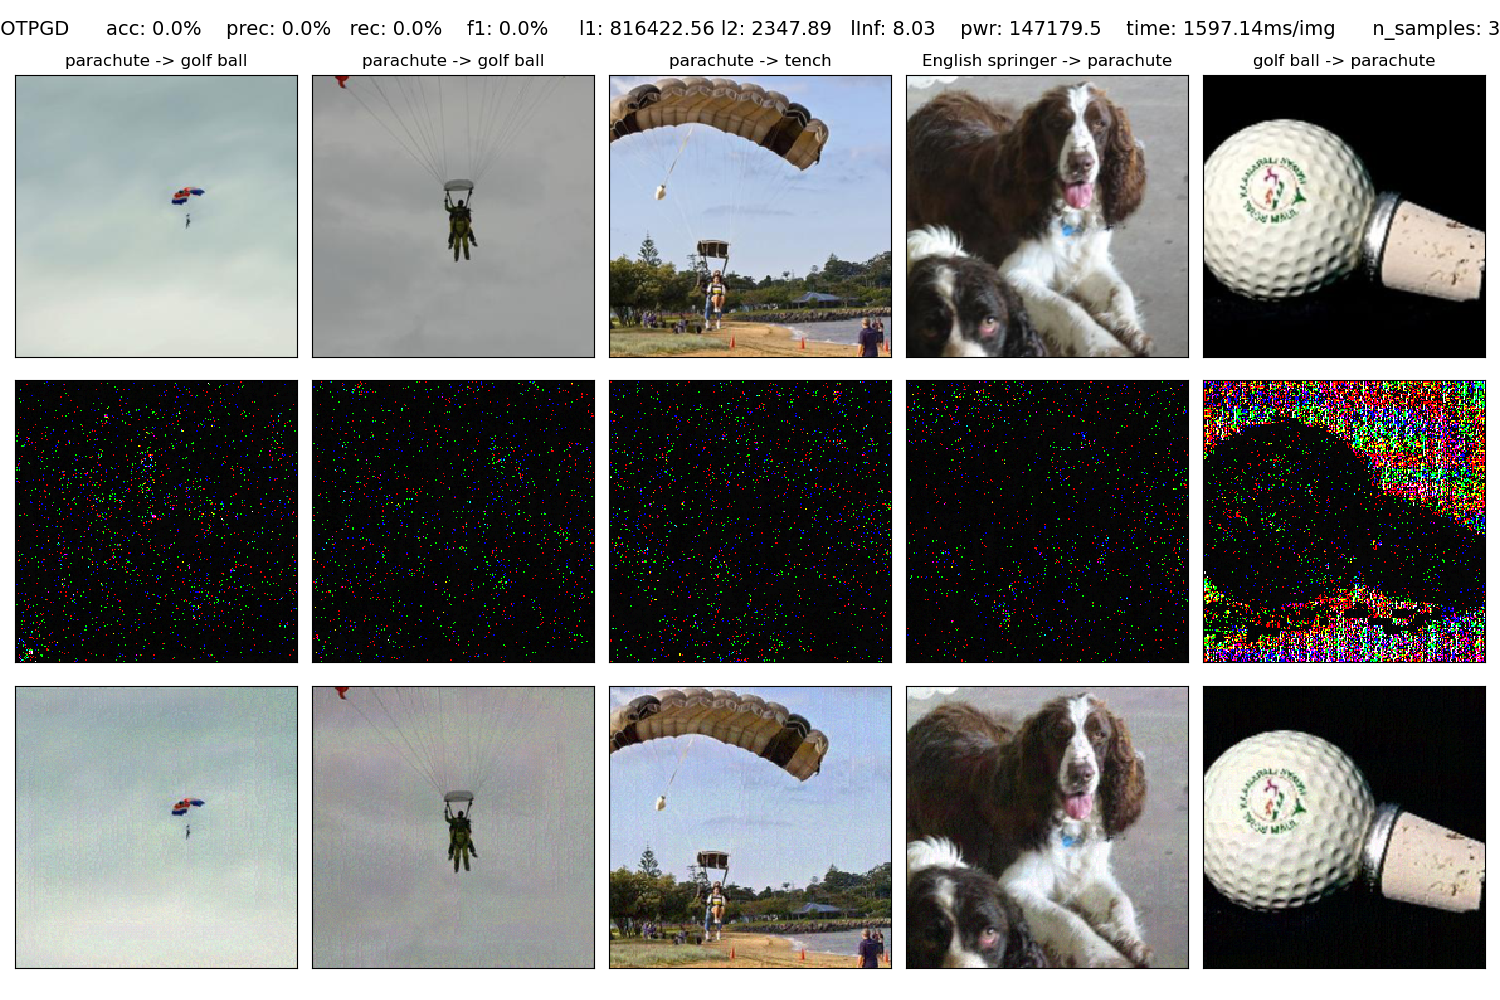 OTPGD acc: 0.0% prec: 0.0% rec: 0.0% f1: 0.0% l1: 816422.56 l2: 2347.89 lInf: 8.03 pwr: 147179.5 time: 1597.14ms/img n_samples: 3
parachute -> golf ball
parachute -> golf ball
parachute -> tench
English springer -> parachute
golf ball -> parachute